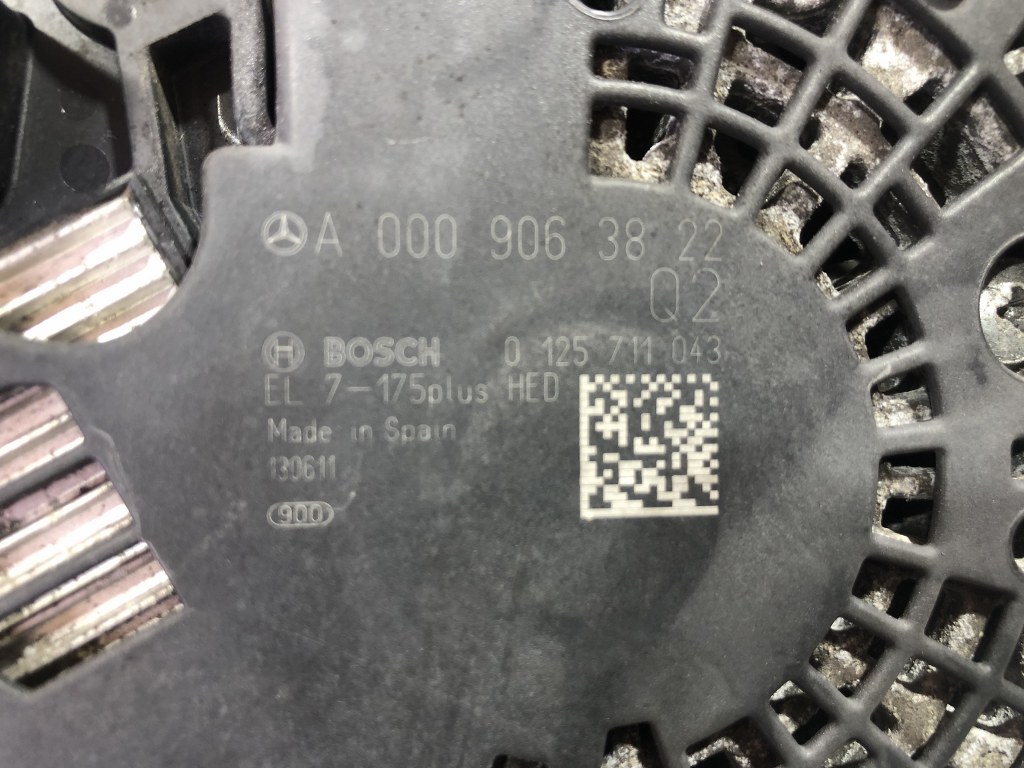 A 000 906 38 22
Q2
BOSCH 0 125 711 043
EL 7-175plus HED
Made in Spain
130611
900